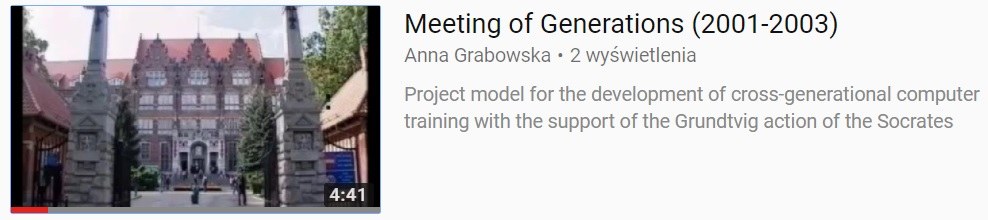 Meeting of Generations (2001-2003)
Anna Grabowska • 2 wyświetlenia
Project model for the development of cross-generational computer
training with the support of the Grundtvig action of the Socrates
4:41